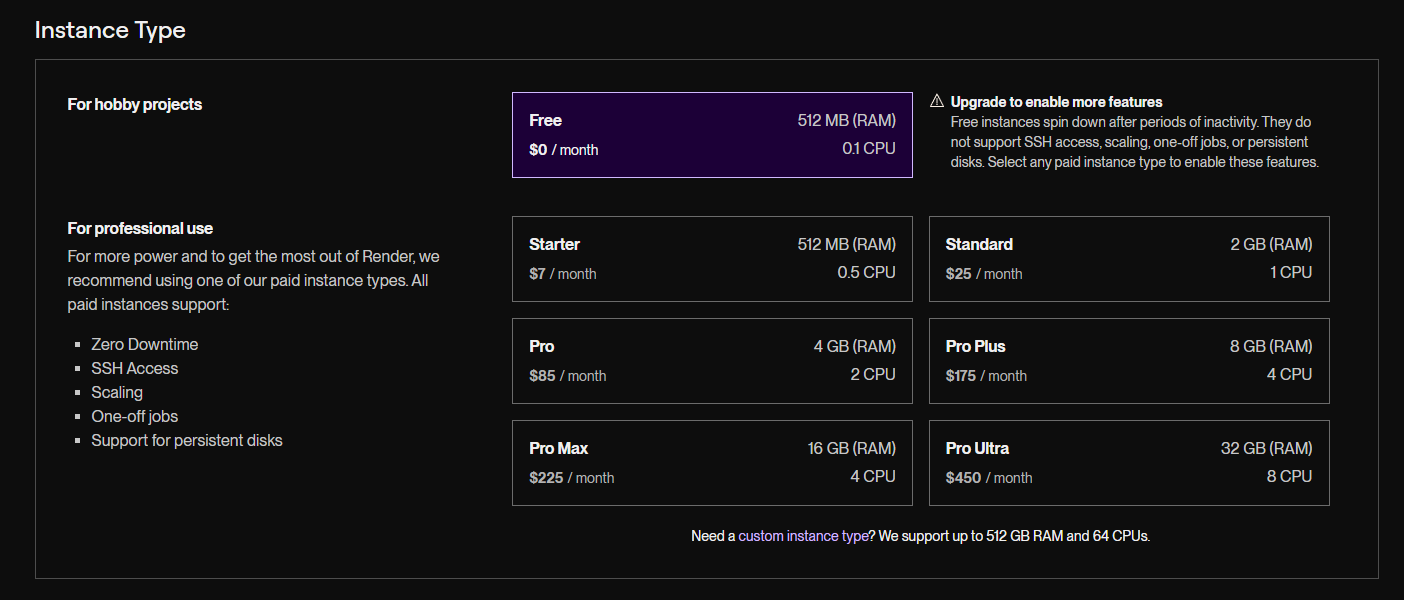 Instance Type
For hobby projects
Free 512 MB (RAM)
$0 / month 0.1 CPU
⚠ Upgrade to enable more features
Free instances spin down after periods of inactivity. They do
not support SSH access, scaling, one-off jobs, or persistent
disks. Select any paid instance type to enable these features.
For professional use
For more power and to get the most out of Render, we
recommend using one of our paid instance types. All
paid instances support:
▪ Zero Downtime
▪ SSH Access
▪ Scaling
▪ One-off jobs
▪ Support for persistent disks
Starter 512 MB (RAM)
$7 / month 0.5 CPU
Standard 2 GB (RAM)
$25 / month 1 CPU
Pro 4 GB (RAM)
$85 / month 2 CPU
Pro Plus 8 GB (RAM)
$175 / month 4 CPU
Pro Max 16 GB (RAM)
$225 / month 4 CPU
Pro Ultra 32 GB (RAM)
$450 / month 8 CPU
Need a custom instance type? We support up to 512 GB RAM and 64 CPUs.